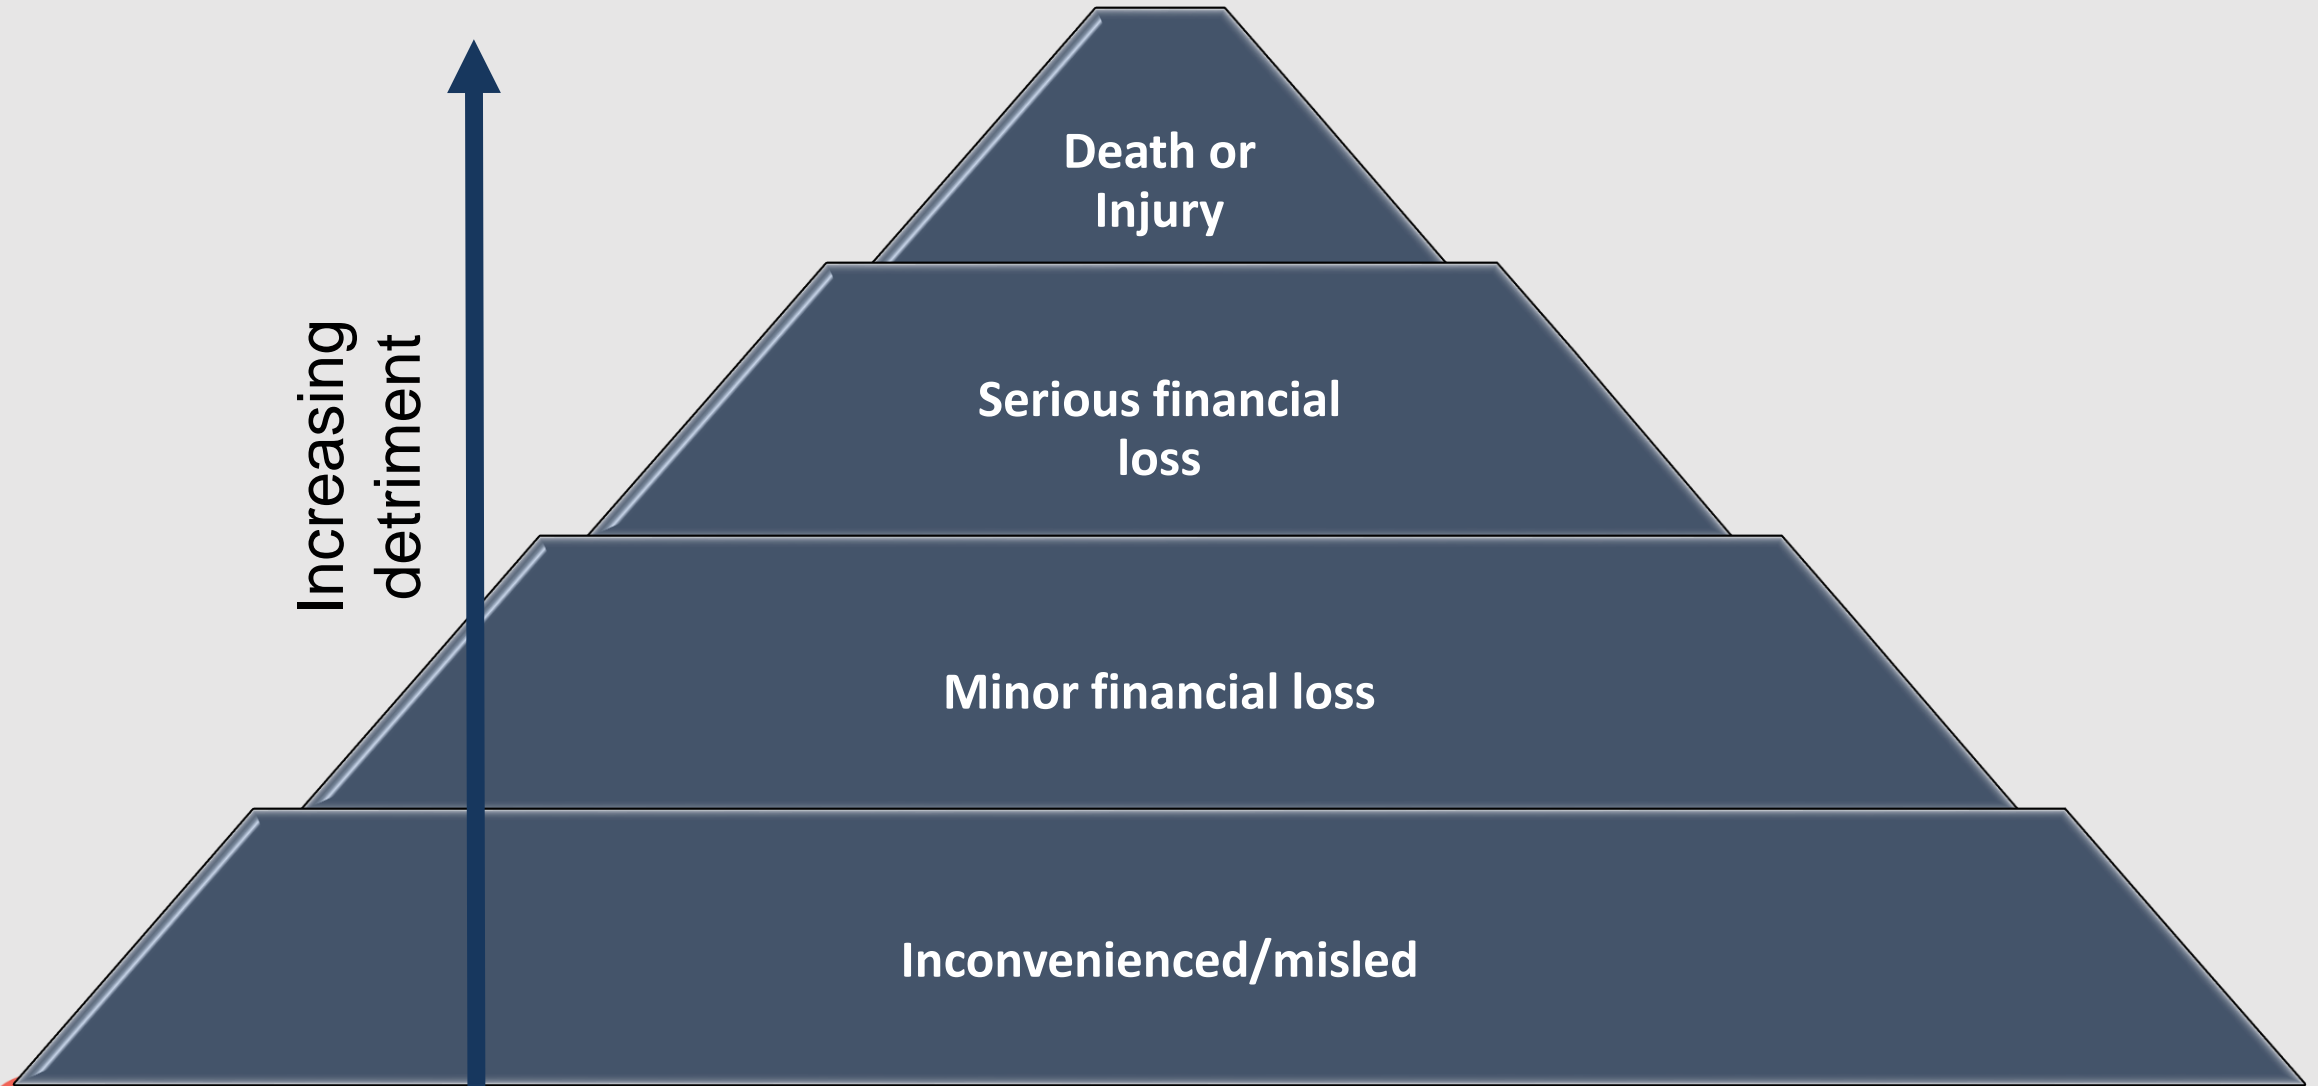 Increasing
detriment
Death or
Injury
Serious financial
loss
Minor financial loss
Inconvenienced/misled